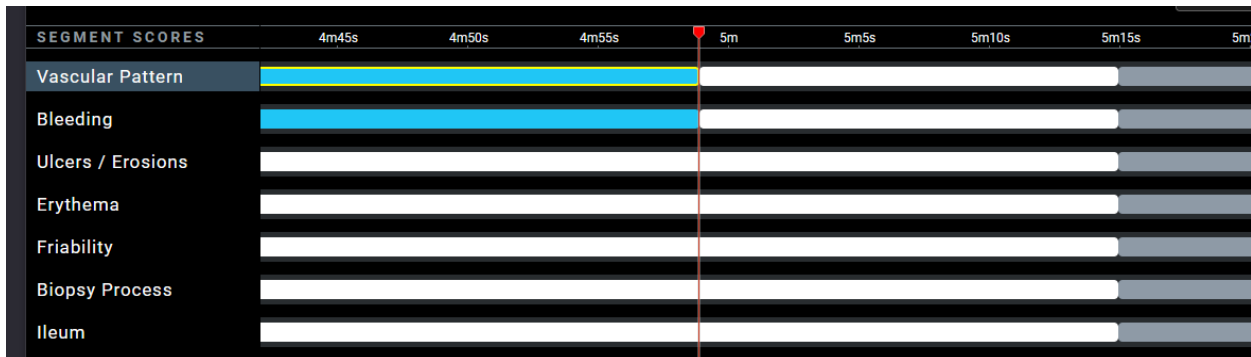 SEGMENT SCORES 4m45s 4m50s 4m55s 5m 5m5s 5m10s 5m15s
Vascular Pattern
Bleeding
Ulcers / Erosions
Erythema
Friability
Biopsy Process
Ileum